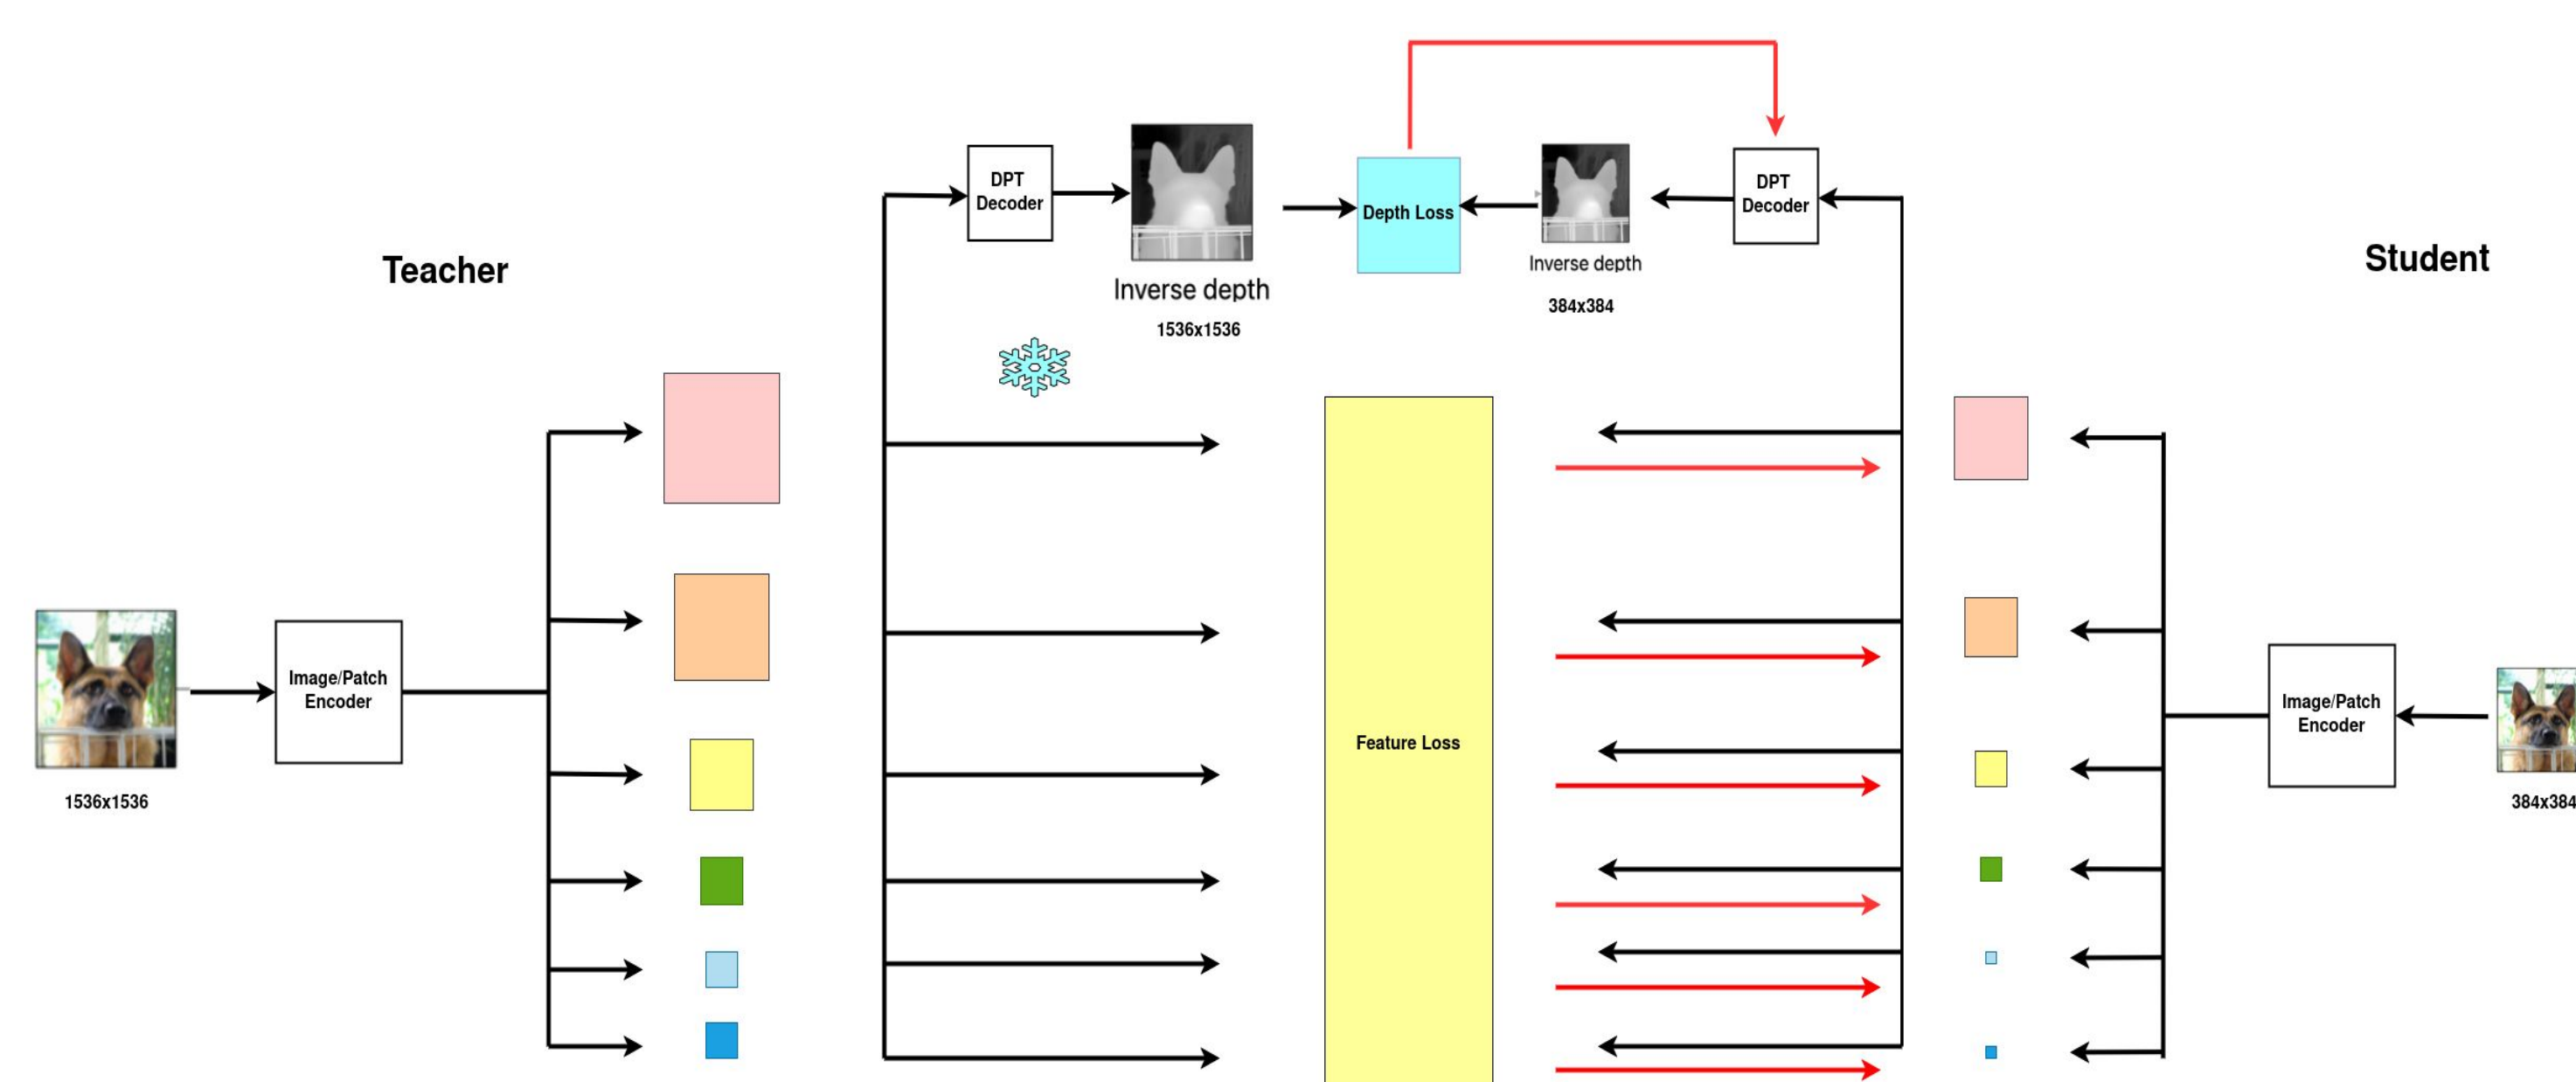 DPT
Decoder
DPT
Decoder
Depth Loss
Teacher
Student
Inverse depth
1536x1536
Inverse depth
384x384
Image/Patch
Encoder
Image/Patch
Encoder
Feature Loss
1536x1536
384x384